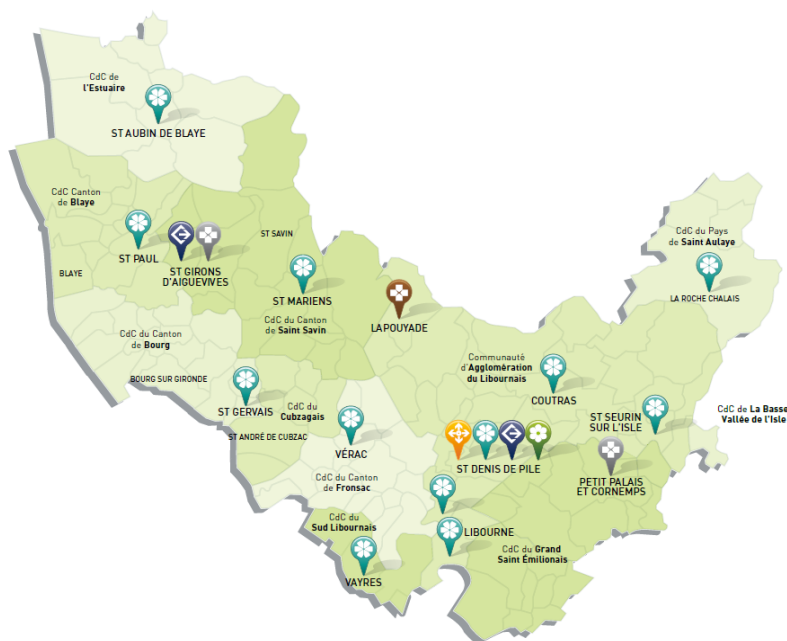 CdC de
l'Estuaire
ST AUBIN DE BLAYE
CdC Canton
de Blaye
ST PAUL
BLAYE
ST GIRONS
D'AIGUEVIVES
ST SAVIN
ST MARIENS
CdC du Canton
de Saint Savin
LAPOUYADE
CdC du Pays
de Saint Aulaye
LA ROCHE CHALAIS
CdC du Canton
de Bourg
BOURG SUR GIRONDE
ST GERVAIS
CdC du
Cubzagais
ST ANDRÉ DE CUBZAC
VÉRAC
Communauté
d'Agglomération
du Libournais
COUTRAS
ST SEURIN
SUR L'ISLE
CdC de La Basse
Vallée de l'Isle
ST DENIS DE PILE
PETIT PALAIS
ET CORNEMPS
CdC du Canton
de Fronsac
CdC du
Sud Libournais
VAYRES
LIBOURNE
CdC du Grand
Saint Émilionais